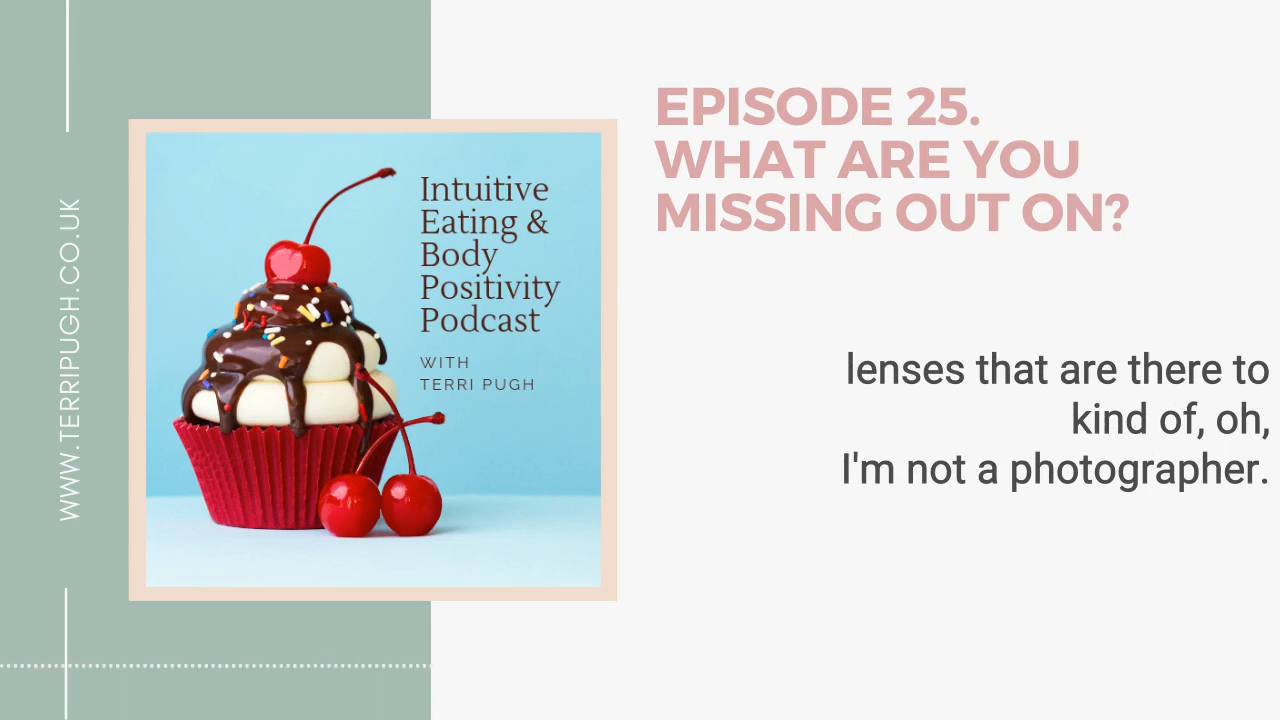 WWW.TERRIPUGH.CO.UK
Intuitive
Eating &
Body
Positivity
Podcast
WITH
TERRI PUGH
EPISODE 25.
WHAT ARE YOU
MISSING OUT ON?
lenses that are there to
kind of, oh,
I'm not a photographer.